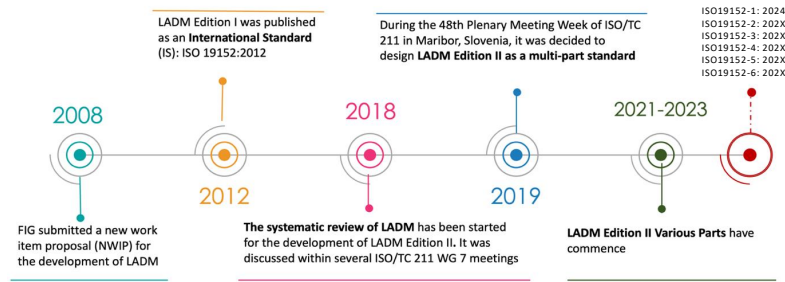 LADM Edition I was published
as an International Standard
(IS): ISO 19152:2012
During the 48th Plenary Meeting Week of ISO/TC
211 in Maribor, Slovenia, it was decided to
design LADM Edition II as a multi-part standard
ISO19152-1: 2024
ISO19152-2: 202X
ISO19152-3: 202X
ISO19152-4: 202X
ISO19152-5: 202X
ISO19152-6: 202X
2008
2018
2021-2023
2012
2019
FIG submitted a new work
item proposal (NWIP) for
the development of LADM
The systematic review of LADM has been started
for the development of LADM Edition II. It was
discussed within several ISO/TC 211 WG 7 meetings
LADM Edition II Various Parts have
commence